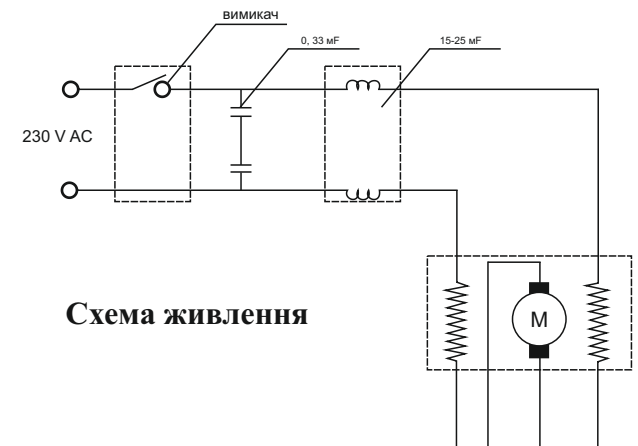 вимикач
0, 33 мF
15-25 мF
230 V AC
Схема живлення
M